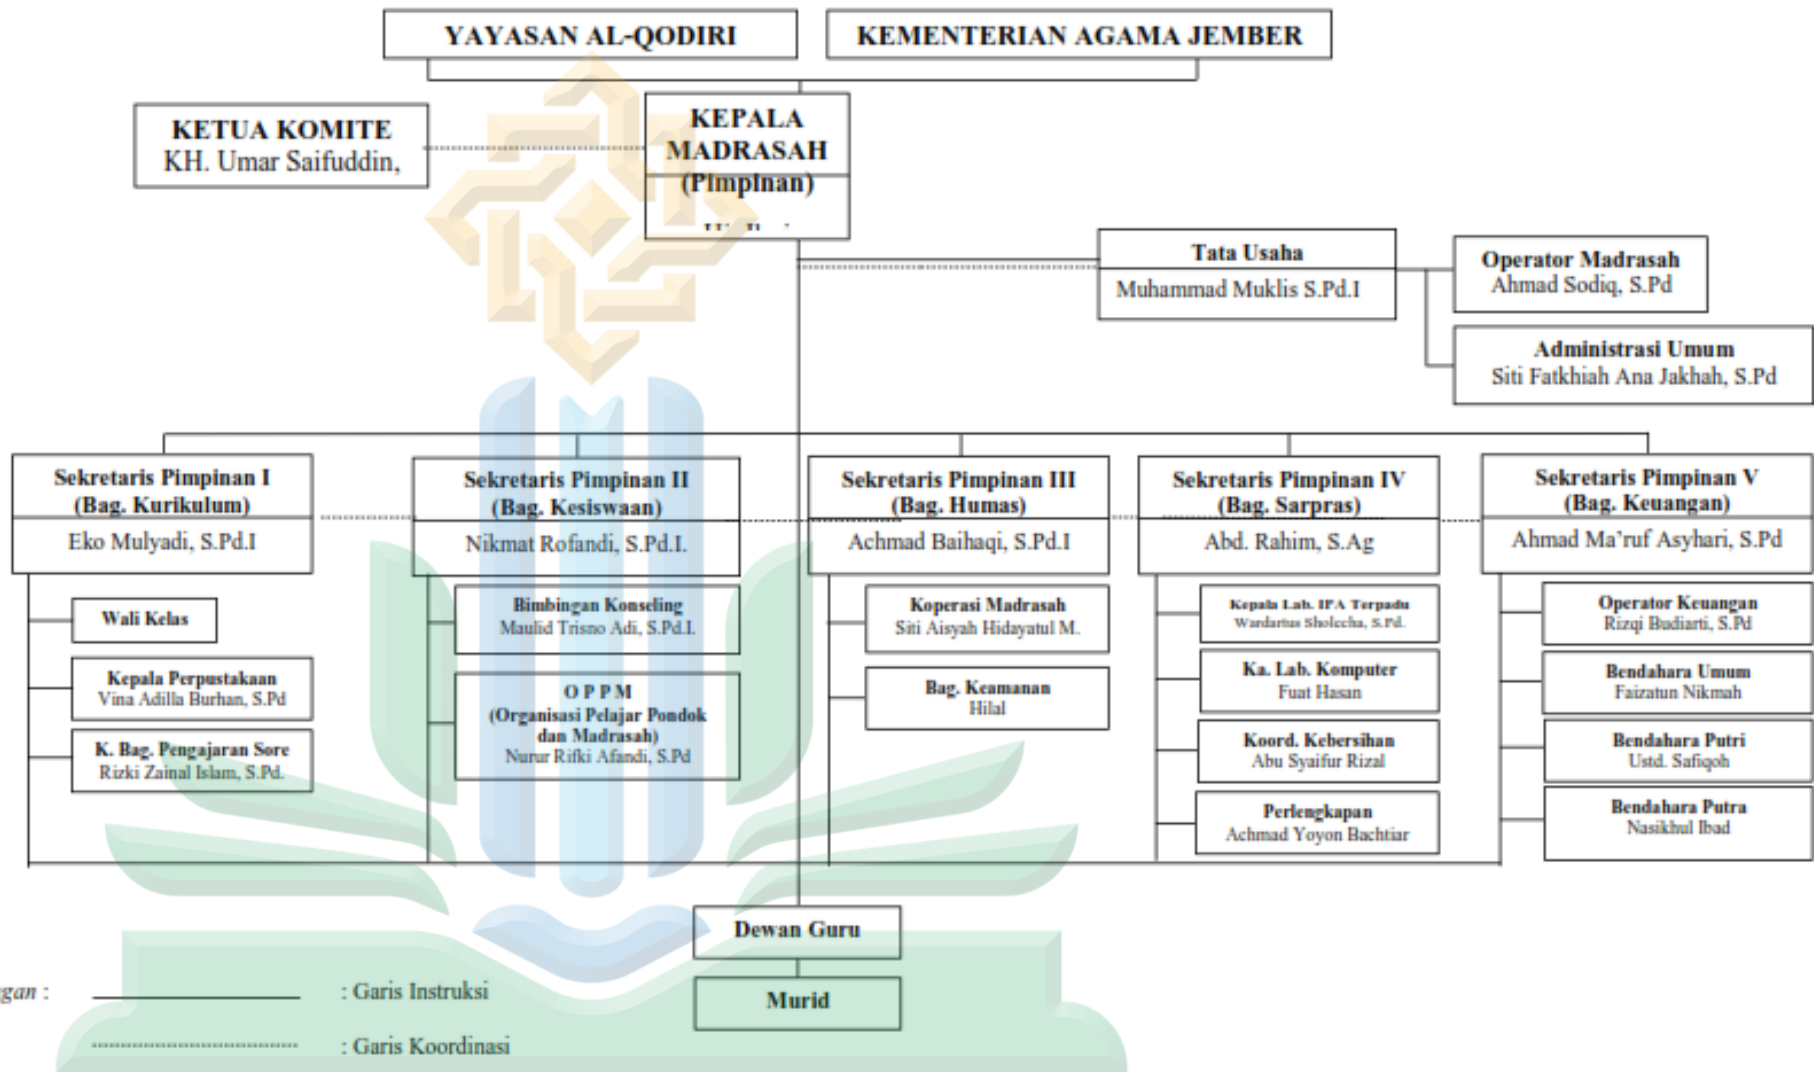 YAYASAN AL-QODIRI
KEMENTERIAN AGAMA JEMBER
KETUA KOMITE
KH. Umar Saifuddin,
KEPALA
MADRASAH
(Pimpinan)
Tata Usaha
Muhammad Muklis S.Pd.I
Operator Madrasah
Ahmad Sodiq, S.Pd
Administrasi Umum
Siti Fatkhiah Ana Jakhah, S.Pd
Sekretaris Pimpinan I
(Bag. Kurikulum)
Eko Mulyadi, S.Pd.I
Sekretaris Pimpinan II
(Bag. Kesiswaan)
Nikmat Rofandi, S.Pd.I.
Sekretaris Pimpinan III
(Bag. Humas)
Achmad Baihaqi, S.Pd.I
Sekretaris Pimpinan IV
(Bag. Sarpras)
Abd. Rahim, S.Ag
Sekretaris Pimpinan V
(Bag. Keuangan)
Ahmad Ma'ruf Asyhari, S.Pd
Wali Kelas
Kepala Perpustakaan
Vina Adilla Burhan, S.Pd
K. Bag. Pengajaran Sore
Rizki Zainal Islam, S.Pd.
Bimbingan Konseling
Maulid Trisno Adi, S.Pd.I.
O P P M
(Organisasi Pelajar Pondok
dan Madrasah)
Nurur Rifki Afandi, S.Pd
Koperasi Madrasah
Siti Aisyah Hidayatul M.
Bag. Keamanan
Hilal
Kepala Lab. IPA Terpadu
Wardartus Sholecha, S.Pd.
Ka. Lab. Komputer
Fuat Hasan
Koord. Kebersihan
Abu Syaifur Rizal
Perlengkapan
Achmad Yoyon Bachtiar
Operator Keuangan
Rizqi Budiarti, S.Pd
Bendahara Umum
Faizatun Nikmah
Bendahara Putri
Ustd. Safiqoh
Bendahara Putra
Nasikhul Ibad
Dewan Guru
Murid
gan :
: Garis Instruksi
: Garis Koordinasi